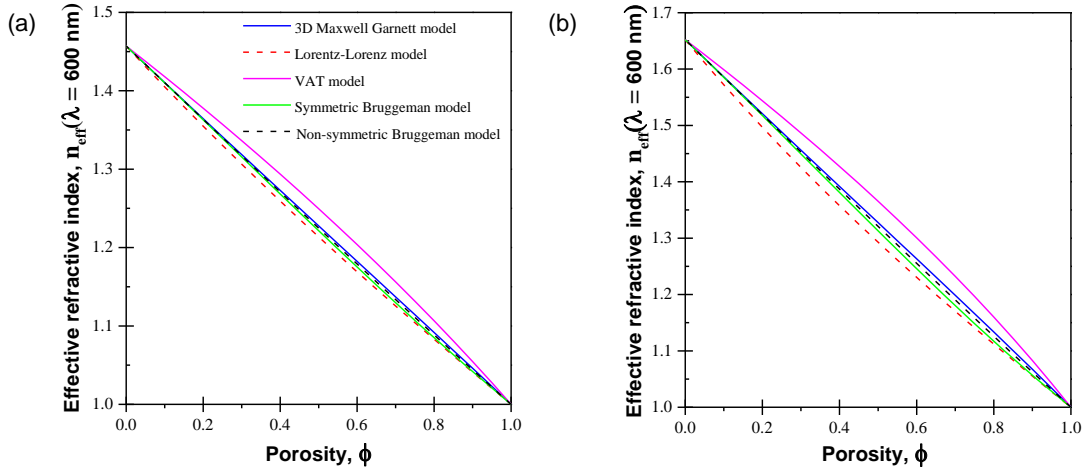 (a)
Effective refractive index, n_eff(λ = 600 nm)
1.5
1.4
1.3
1.2
1.1
1.0
3D Maxwell Garnett model
Lorentz-Lorenz model
VAT model
Symmetric Bruggeman model
Non-symmetric Bruggeman model
0.0 0.2 0.4 0.6 0.8 1.0
Porosity, ϕ
(b)
Effective refractive index, n_eff(λ = 600 nm)
1.7
1.6
1.5
1.4
1.3
1.2
1.1
1.0
0.0 0.2 0.4 0.6 0.8 1.0
Porosity, ϕ